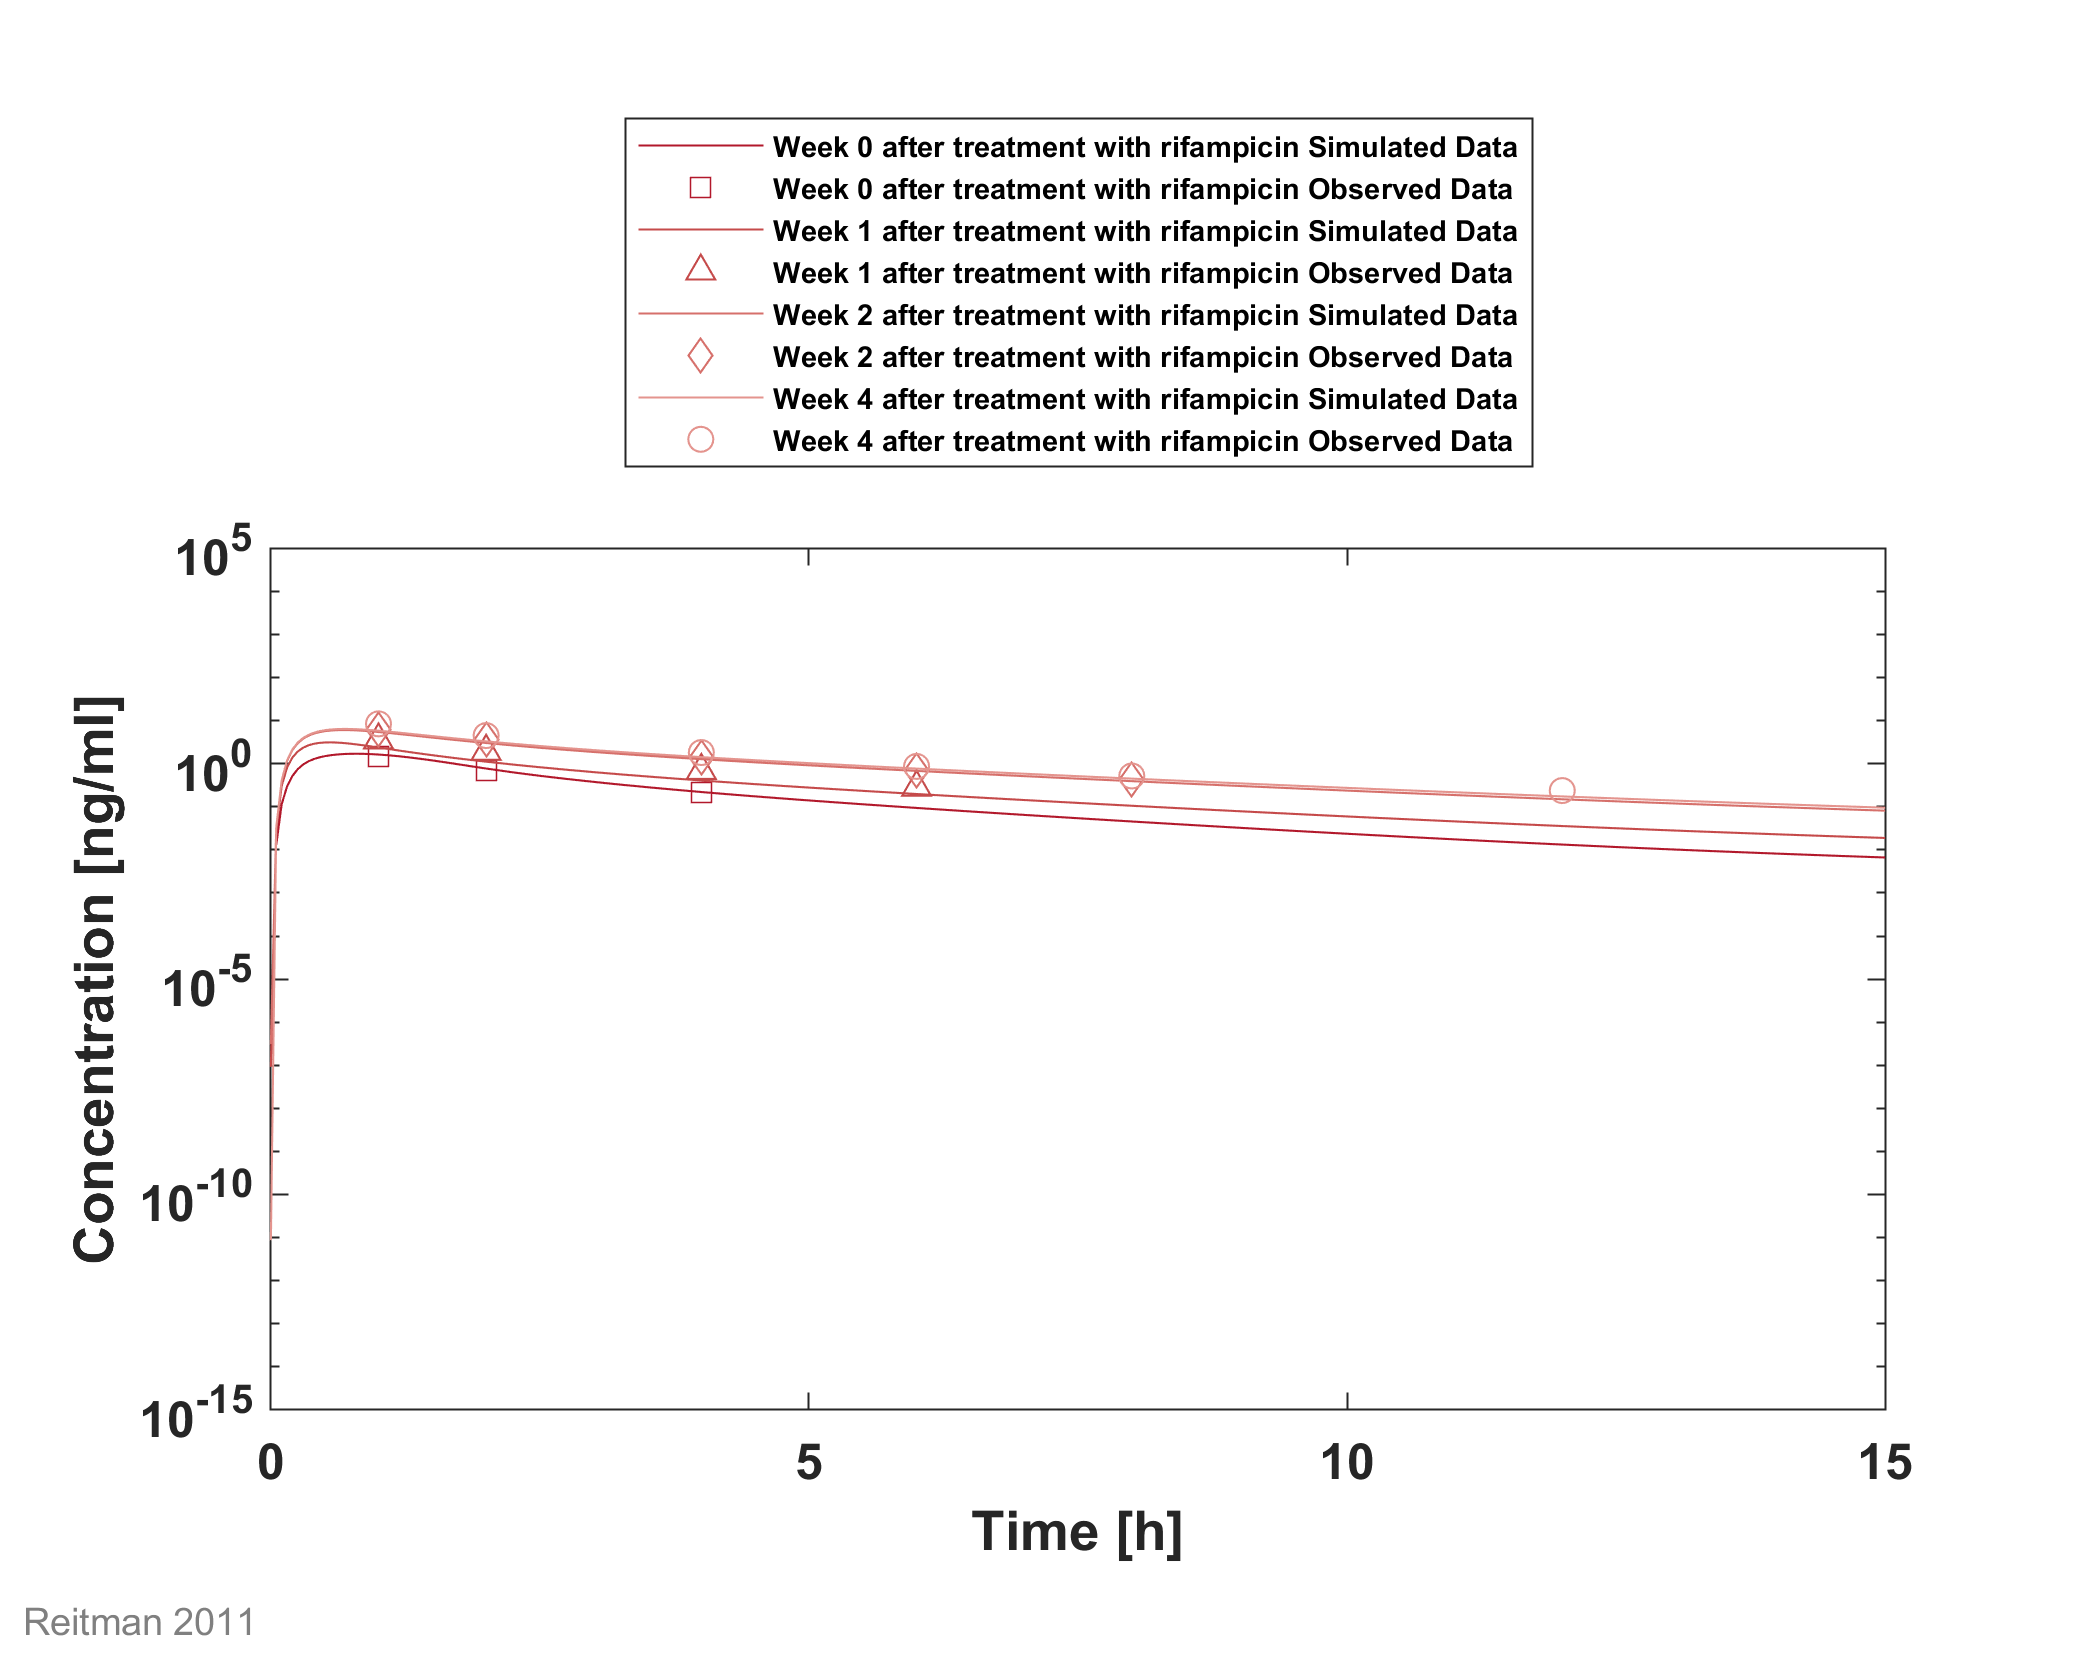 Week 0 after treatment with rifampicin Simulated Data
Week 0 after treatment with rifampicin Observed Data
Week 1 after treatment with rifampicin Simulated Data
Week 1 after treatment with rifampicin Observed Data
Week 2 after treatment with rifampicin Simulated Data
Week 2 after treatment with rifampicin Observed Data
Week 4 after treatment with rifampicin Simulated Data
Week 4 after treatment with rifampicin Observed Data
10^5
10^0
10^-5
10^-10
10^-15
Concentration [ng/ml]
0 5 10 15
Time [h]
Reitman 2011